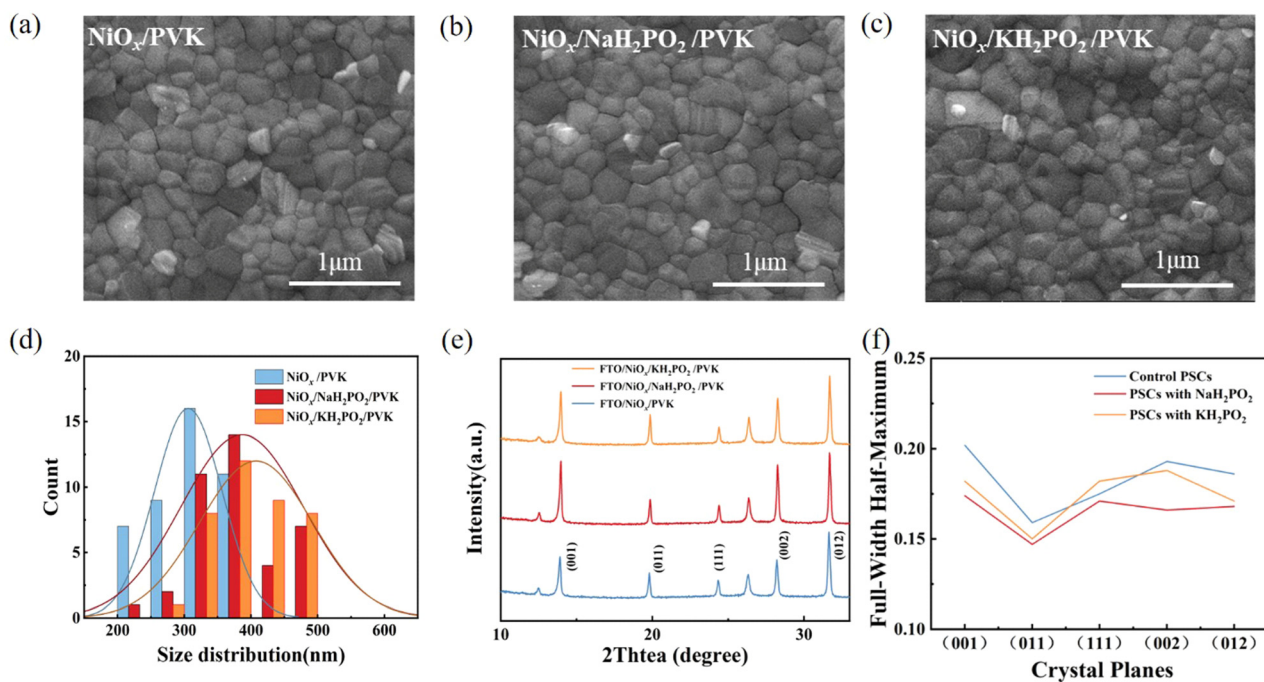 (a)
NiOₓ/PVK
1μm
(b)
NiOₓ/NaH₂PO₂ /PVK
1μm
(c)
NiOₓ/KH₂PO₂ /PVK
1μm
(d)
20
15
10
5
0
Count
NiOₓ /PVK
NiOₓ/NaH₂PO₂/PVK
NiOₓ/KH₂PO₂/PVK
200 300 400 500 600
Size distribution(nm)
(e)
Intensity(a.u.)
FTO/NiOₓ/KH₂PO₂ /PVK
FTO/NiOₓ/NaH₂PO₂ /PVK
FTO/NiOₓ/PVK
(001)
(011)
(111)
(002)
(012)
10 20 30
2Thtea (degree)
(f)
Full-Width Half-Maximum
0.25
0.20
0.15
0.10
Control PSCs
PSCs with NaH₂PO₂
PSCs with KH₂PO₂
(001) (011) (111) (002) (012)
Crystal Planes